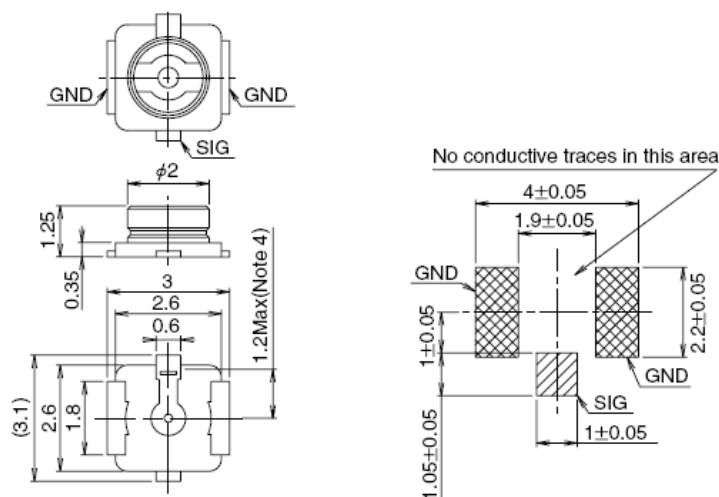 GND
GND
SIG
φ2
1.25
0.35
3
2.6
0.6
1.2Max(Note 4)
(3.1)
2.6
1.8
No conductive traces in this area
4±0.05
1.9±0.05
GND
1±0.05
2.2±0.05
GND
SIG
1±0.05
1.05±0.05